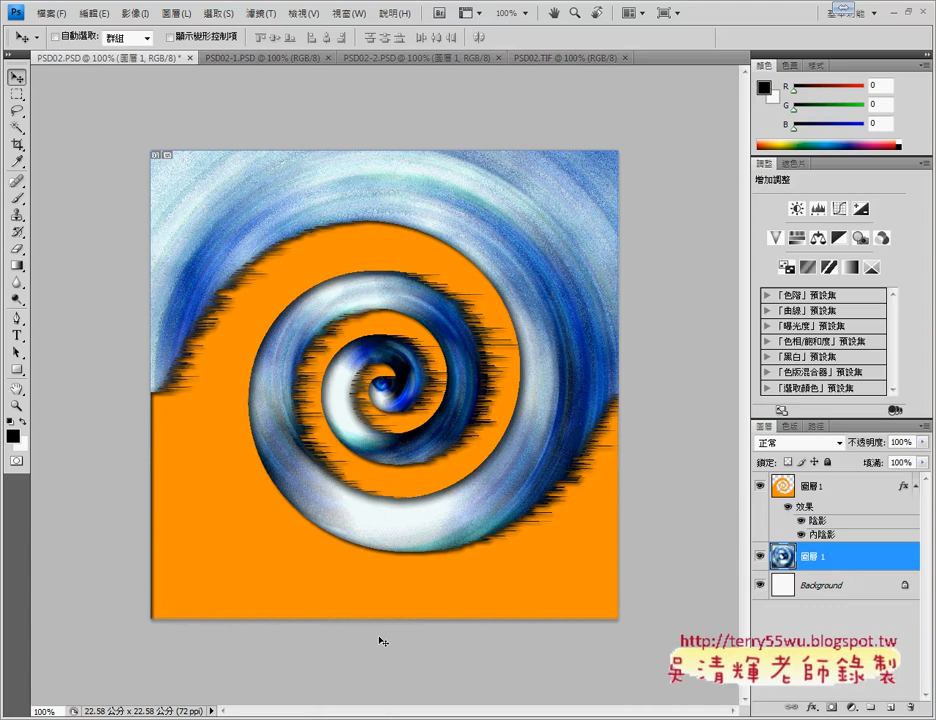 Ps 檔案(F) 編輯(E) 影像(I) 圖層(L) 選取(S) 濾鏡(T) 檢視(V) 視窗(W) 說明(H) Br 100%
自動選取: 群組 顯示變形控制項
PSD02.PSD @ 100% (圖層 1, RGB/8) * × PSD02-1.PSD @ 100% (RGB/8) × PSD02-2.PSD @ 100% (圖層 1, RGB/8) × PSD02.TIF @ 100% (RGB/8) ×
顏色 色票 樣式
R 0
G 0
B 0
調整 遮色片
增加調整
「色階」預設集
「曲線」預設集
「曝光度」預設集
「色相/飽和度」預設集
「黑白」預設集
「色版混合器」預設集
「選取顏色」預設集
圖層 色版 路徑
正常 不透明度: 100%
鎖定: 填滿: 100%
圖層1 fx
效果
陰影
內陰影
圖層 1
Background
http://terry55wu.blogspot.tw
吳清輝老師錄製
100% 22.58 公分 x 22.58 公分 (72 ppi)